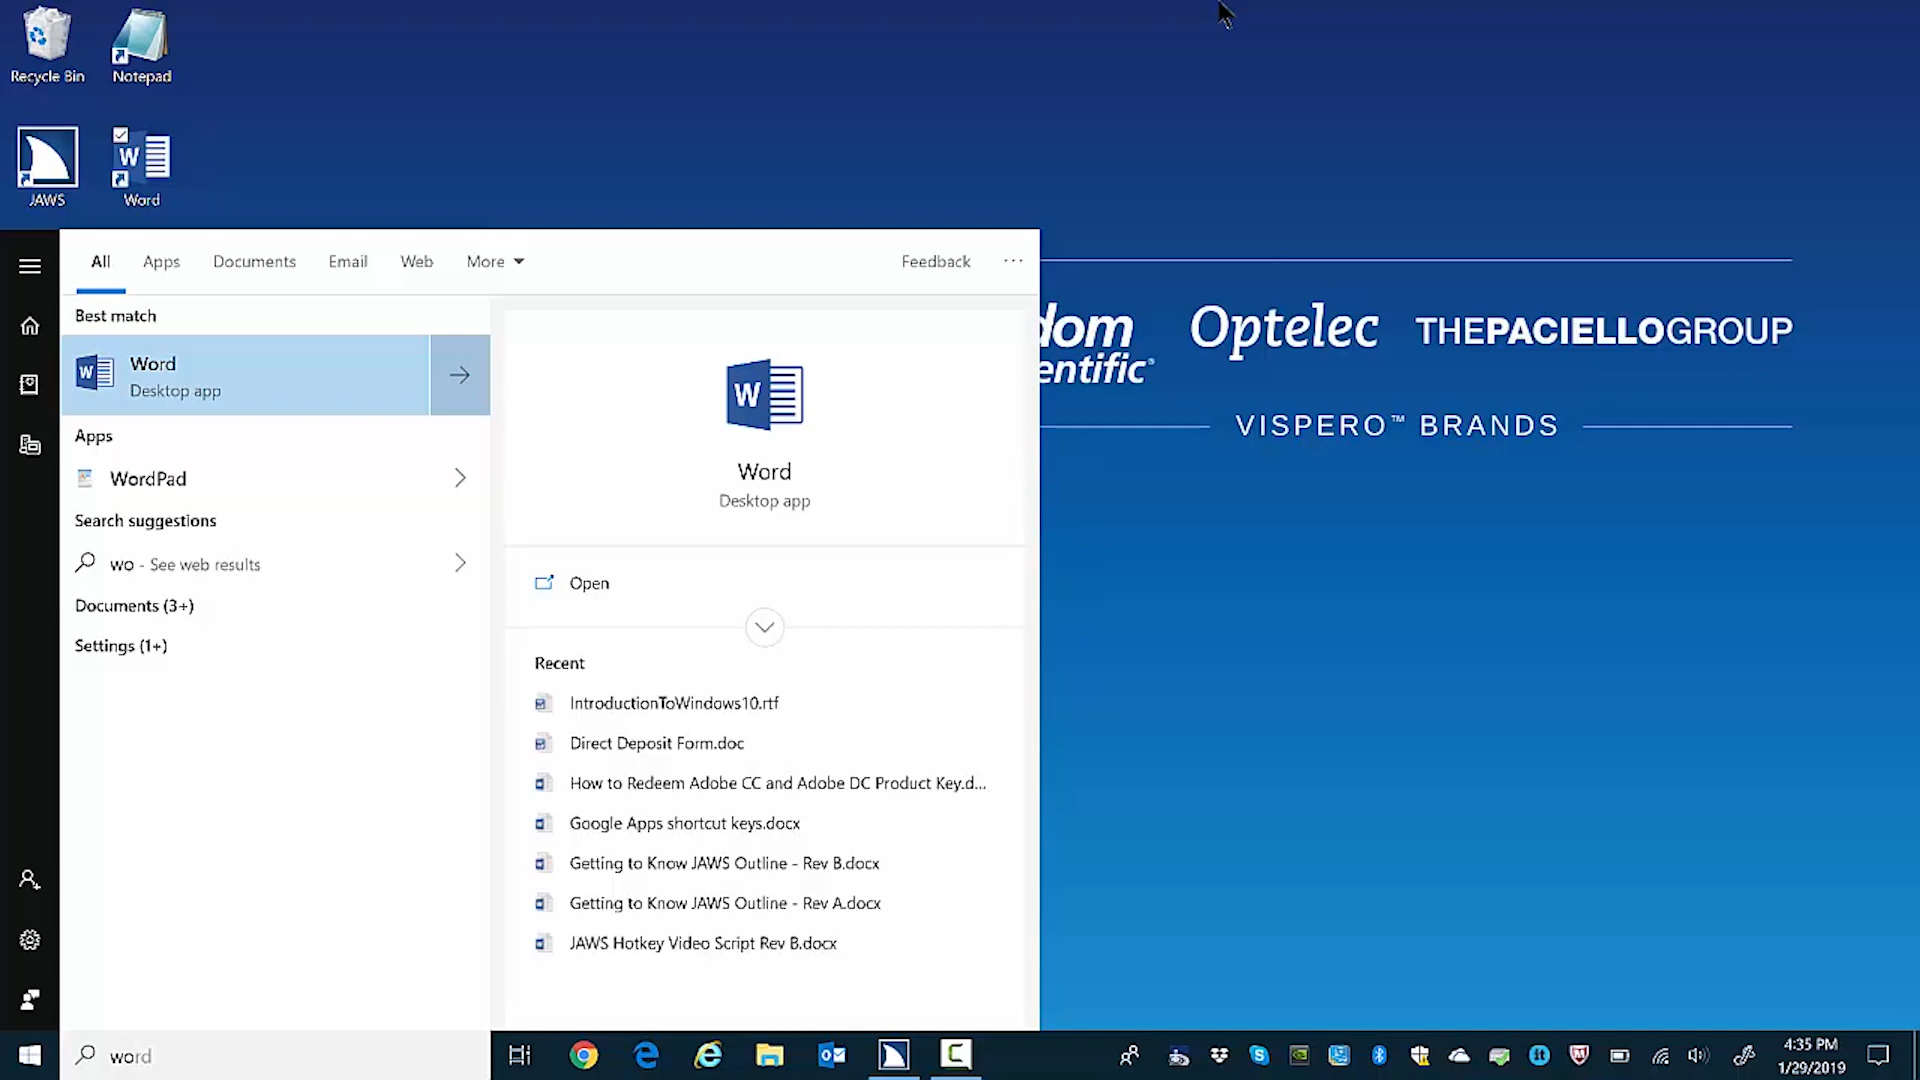 Recycle Bin
Notepad
JAWS
Word
All
Apps
Documents
Email
Web
More
Feedback
Best match
Word
Desktop app
Apps
WordPad
Search suggestions
wo - See web results
Documents (3+)
Settings (1+)
Word
Desktop app
Open
Recent
IntroductionToWindows10.rtf
Direct Deposit Form.doc
How to Redeem Adobe CC and Adobe DC Product Key.d...
Google Apps shortcut keys.docx
Getting to Know JAWS Outline - Rev B.docx
Getting to Know JAWS Outline - Rev A.docx
JAWS Hotkey Video Script Rev B.docx
dom
entific®
Optelec
THEPACIELLOGROUP
VISPERO™ BRANDS
word
4:35 PM
1/29/2019